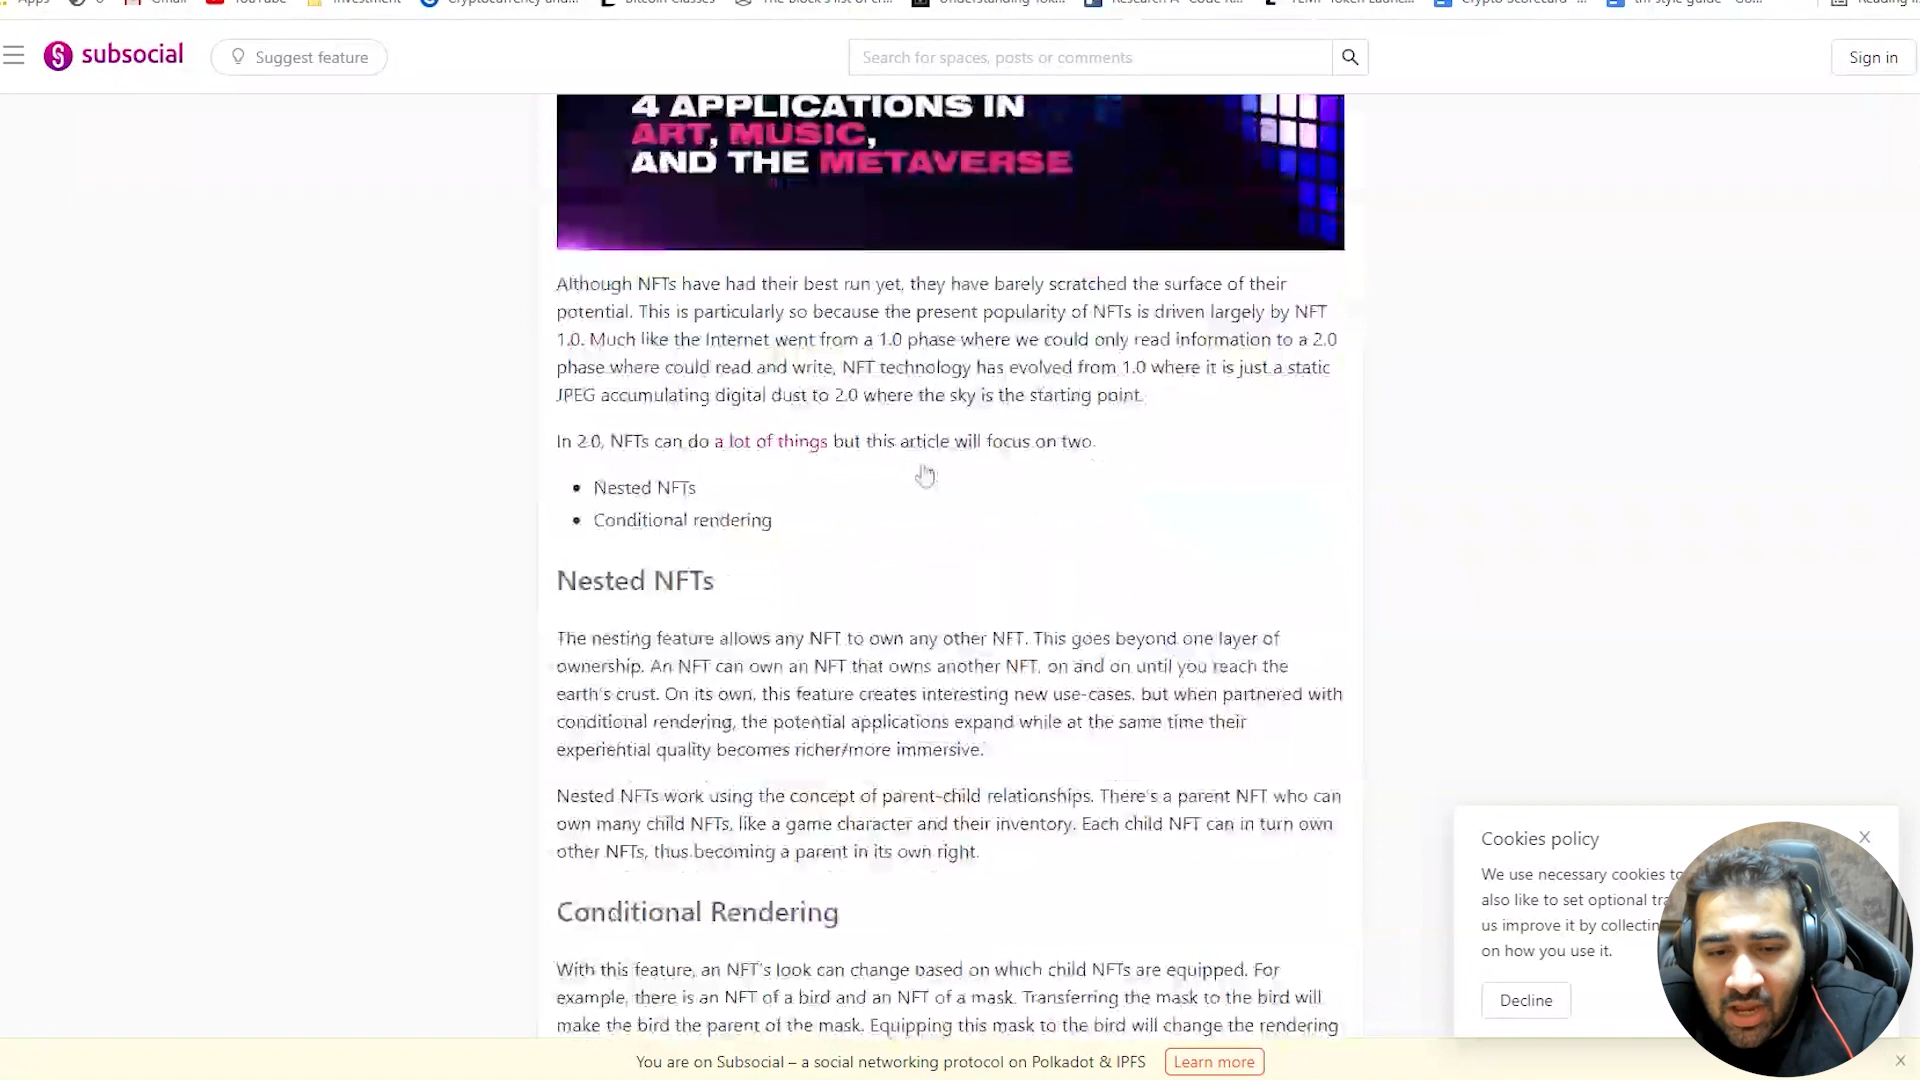 Apps
Gmail
YouTube
Investment
Cryptocurrency and...
Bitcoin Classes
The block's list of cr...
Understanding Tok...
subsocial
Suggest feature
Search for spaces, posts or comments
Sign in
4 APPLICATIONS IN
ART, MUSIC,
AND THE METAVERSE
Although NFTs have had their best run yet, they have barely scratched the surface of their
potential. This is particularly so because the present popularity of NFTs is driven largely by NFT
1.0. Much like the Internet went from a 1.0 phase where we could only read information to a 2.0
phase where could read and write, NFT technology has evolved from 1.0 where it is just a static
JPEG accumulating digital dust to 2.0 where the sky is the starting point.
In 2.0, NFTs can do a lot of things but this article will focus on two.
• Nested NFTs
• Conditional rendering
Nested NFTs
The nesting feature allows any NFT to own any other NFT. This goes beyond one layer of
ownership. An NFT can own an NFT that owns another NFT, on and on until you reach the
earth's crust. On its own, this feature creates interesting new use-cases, but when partnered with
conditional rendering, the potential applications expand while at the same time their
experiential quality becomes richer/more immersive.
Nested NFTs work using the concept of parent-child relationships. There's a parent NFT who can
own many child NFTs, like a game character and their inventory. Each child NFT can in turn own
other NFTs, thus becoming a parent in its own right.
Conditional Rendering
With this feature, an NFT's look can change based on which child NFTs are equipped. For
example, there is an NFT of a bird and an NFT of a mask. Transferring the mask to the bird will
make the bird the parent of the mask. Equipping this mask to the bird will change the rendering
Cookies policy
We use necessary cookies to
also like to set optional tra
us improve it by collectin
on how you use it.
Decline
You are on Subsocial – a social networking protocol on Polkadot & IPFS
Learn more